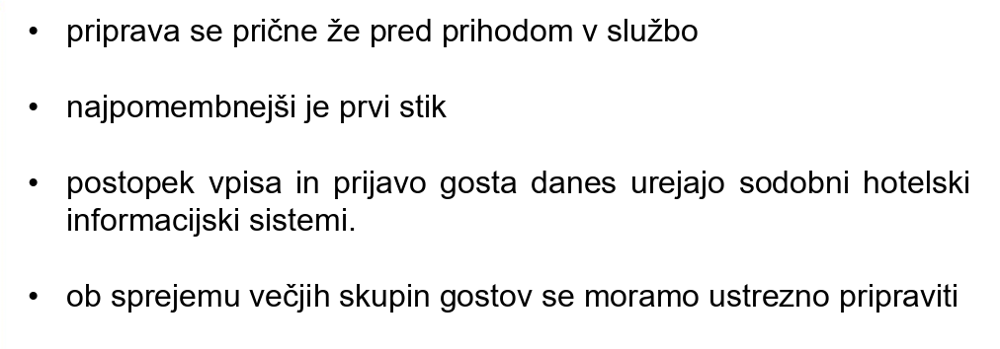 • priprava se prične že pred prihodom v službo
• najpomembnejši je prvi stik
• postopek vpisa in prijavo gosta danes urejajo sodobni hotelski
informacijski sistemi.
• ob sprejemu večjih skupin gostov se moramo ustrezno pripraviti